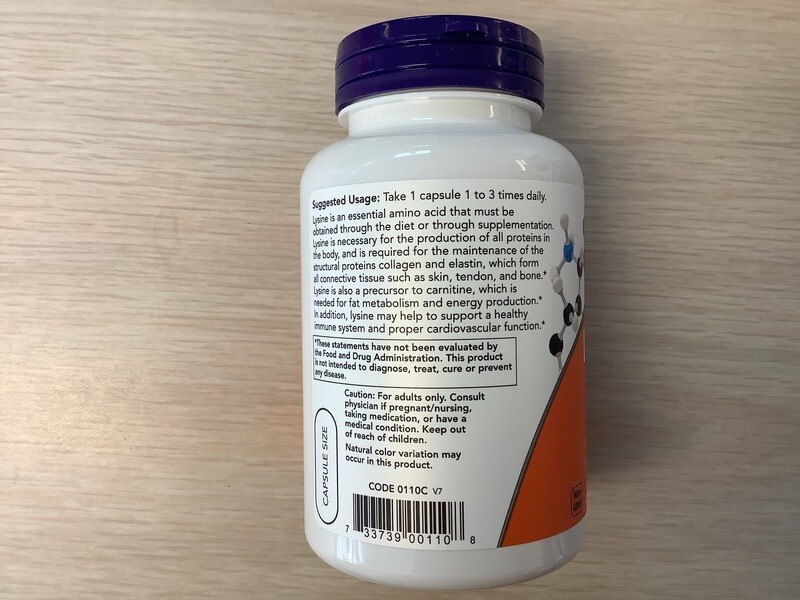 Suggested Usage: Take 1 capsule 1 to 3 times daily.
Lysine is an essential amino acid that must be
obtained through the diet or through supplementation.
Lysine is necessary for the production of all proteins in
the body, and is required for the maintenance of the
structural proteins collagen and elastin, which form
all connective tissue such as skin, tendon, and bone.*
Lysine is also a precursor to carnitine, which is
needed for fat metabolism and energy production.*
In addition, lysine may help to support a healthy
immune system and proper cardiovascular function.*
*These statements have not been evaluated by
the Food and Drug Administration. This product
is not intended to diagnose, treat, cure or prevent
any disease.
Caution: For adults only. Consult
physician if pregnant/nursing,
taking medication, or have a
medical condition. Keep out
of reach of children.
Natural color variation may
occur in this product.
CAPSULE SIZE
CODE 0110C V7
7 33739 00110 8